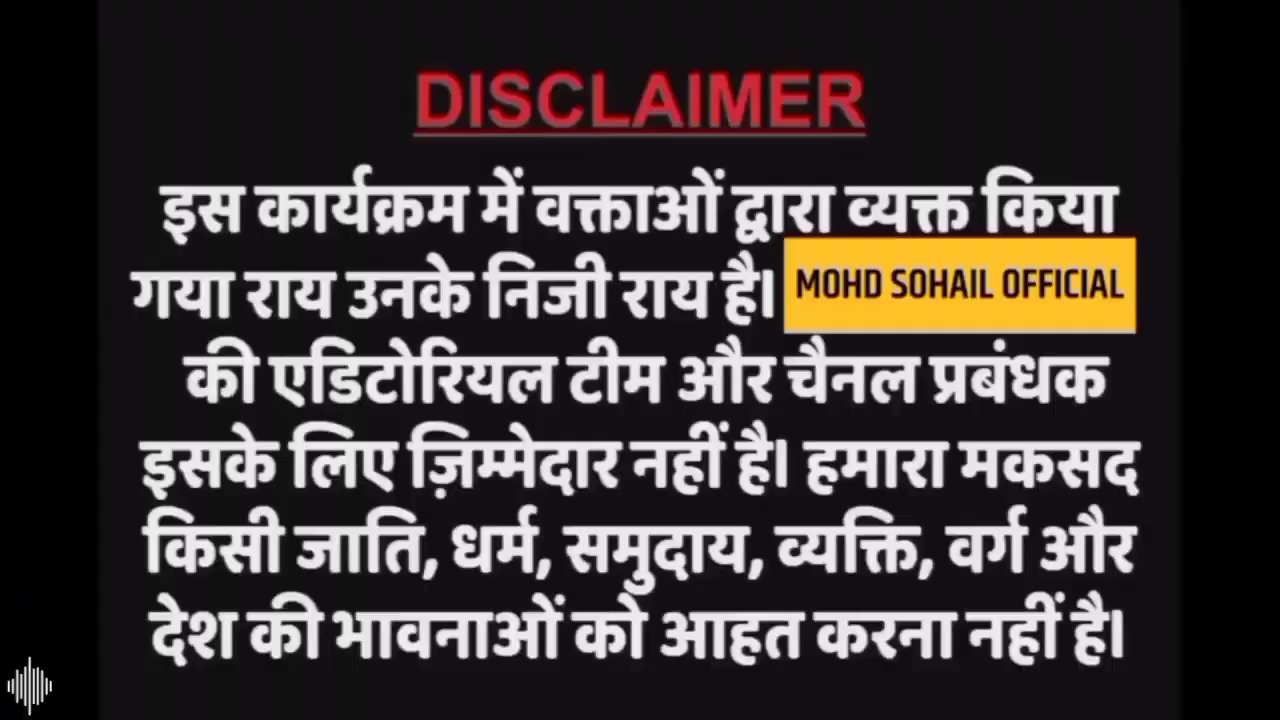 DISCLAIMER
इस कार्यक्रम में वक्ताओं द्वारा व्यक्त किया
गया राय उनके निजी राय है। MOHD SOHAIL OFFICIAL
की एडिटोरियल टीम और चैनल प्रबंधक
इसके लिए ज़िम्मेदार नहीं है। हमारा मकसद
किसी जाति, धर्म, समुदाय, व्यक्ति, वर्ग और
देश की भावनाओं को आहत करना नहीं है।